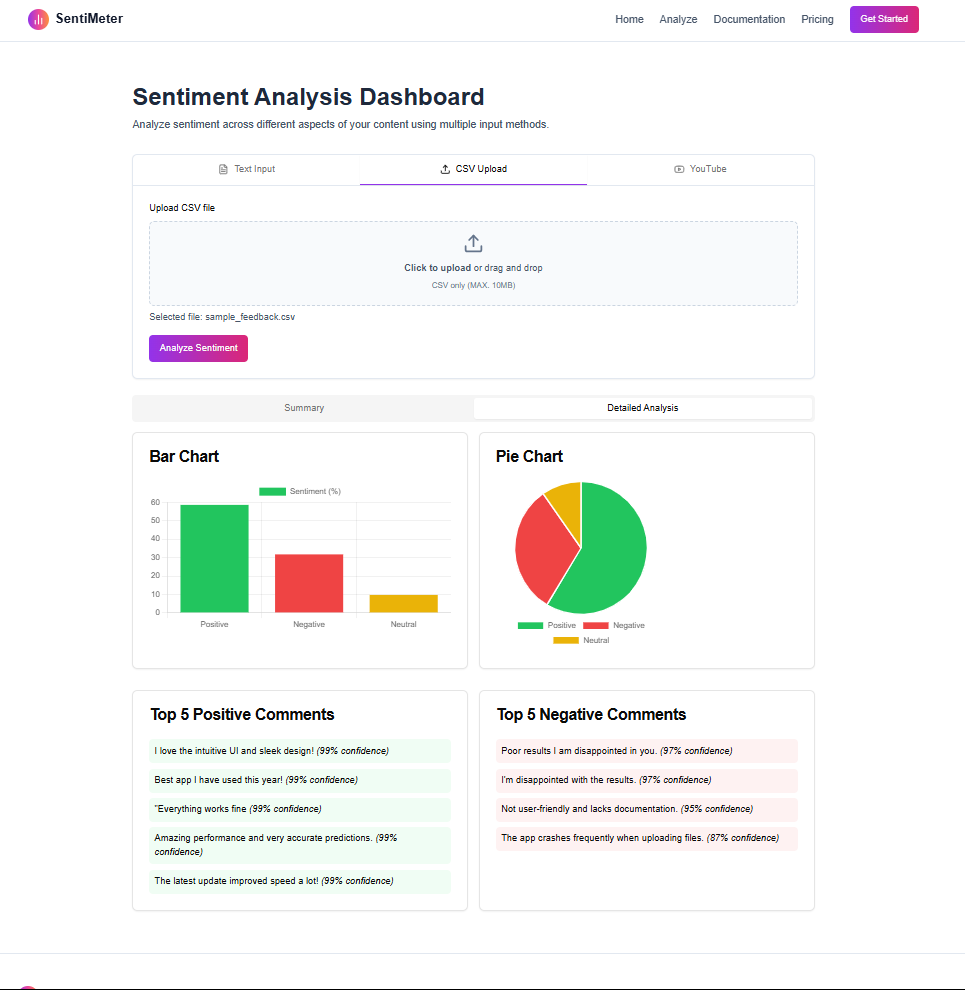 SentiMeter
Home Analyze Documentation Pricing Get Started
Sentiment Analysis Dashboard
Analyze sentiment across different aspects of your content using multiple input methods.
Text Input CSV Upload YouTube
Upload CSV file
Click to upload or drag and drop
CSV only (MAX. 10MB)
Selected file: sample_feedback.csv
Analyze Sentiment
Summary Detailed Analysis
Bar Chart
Sentiment (%)
60
50
40
30
20
10
0
Positive Negative Neutral
Pie Chart
Positive Negative
Neutral
Top 5 Positive Comments
I love the intuitive UI and sleek design! (99% confidence)
Best app I have used this year! (99% confidence)
"Everything works fine (99% confidence)
Amazing performance and very accurate predictions. (99%
confidence)
The latest update improved speed a lot! (99% confidence)
Top 5 Negative Comments
Poor results I am disappointed in you. (97% confidence)
I'm disappointed with the results. (97% confidence)
Not user-friendly and lacks documentation. (95% confidence)
The app crashes frequently when uploading files. (87% confidence)